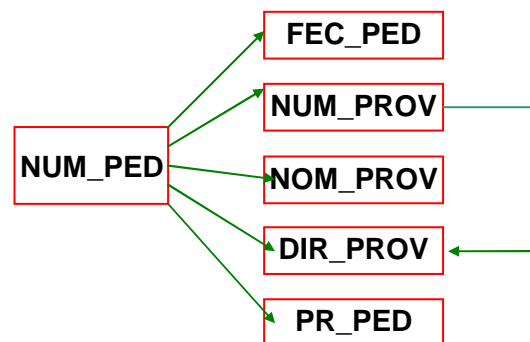 FEC_PED
NUM_PROV
NUM_PED
NOM_PROV
DIR_PROV
PR_PED